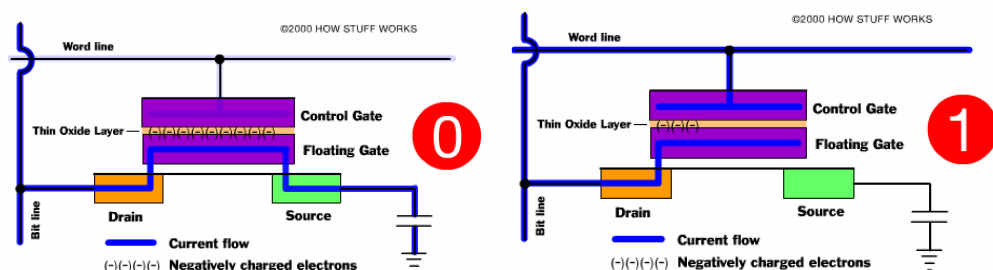 ©2000 HOW STUFF WORKS
Word line
Control Gate
Thin Oxide Layer
(-)(-)(-)(-)(-)(-)(-)(-)(-)
Floating Gate
0
Drain
Source
Bit line
Current flow
(-)(-)(-)(-) Negatively charged electrons
©2000 HOW STUFF WORKS
Word line
Control Gate
Thin Oxide Layer
(-)(-)(-)(-)
Floating Gate
1
Drain
Source
Bit line
Current flow
(-)(-)(-)(-) Negatively charged electrons